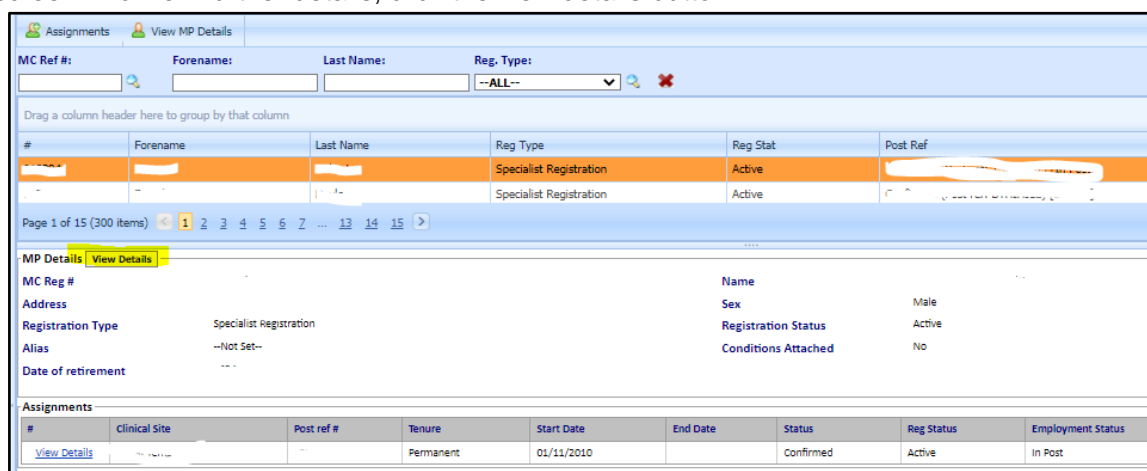 Assignments View MP Details
MC Ref #: Forename: Last Name: Reg. Type:
--ALL--
Drag a column header here to group by that column
# Forename Last Name Reg Type Reg Stat Post Ref
Specialist Registration Active
Specialist Registration Active
Page 1 of 15 (300 items) 1 2 3 4 5 6 7 ... 13 14 15
MP Details View Details
MC Reg # Name
Address Sex Male
Registration Type Specialist Registration Registration Status Active
Alias --Not Set-- Conditions Attached No
Date of retirement
Assignments
# Clinical Site Post ref # Tenure Start Date End Date Status Reg Status Employment Status
View Details Permanent 01/11/2010 Confirmed Active In Post